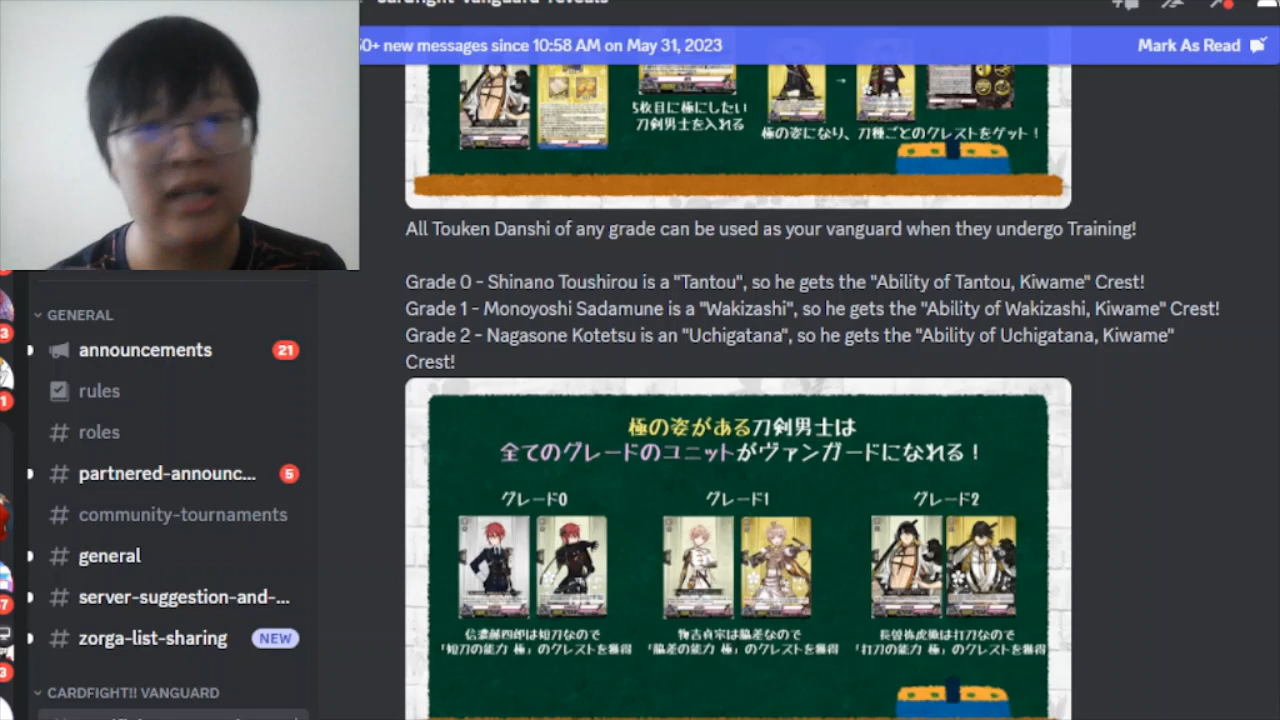 cardfight-vanguard-reveals
50+ new messages since 10:58 AM on May 31, 2023
Mark As Read
5枚目に極にしたい
刀剣男士を入れる
極の姿になり、刀種ごとのクレストをゲット！
All Touken Danshi of any grade can be used as your vanguard when they undergo Training!
Grade 0 - Shinano Toushirou is a "Tantou", so he gets the "Ability of Tantou, Kiwame" Crest!
Grade 1 - Monoyoshi Sadamune is a "Wakizashi", so he gets the "Ability of Wakizashi, Kiwame" Crest!
Grade 2 - Nagasone Kotetsu is an "Uchigatana", so he gets the "Ability of Uchigatana, Kiwame"
Crest!
極の姿がある刀剣男士は
全てのグレードのユニットがヴァンガードになれる！
グレード0
グレード1
グレード2
信濃藤四郎は短刀なので
「短刀の能力 極」のクレストを獲得
物吉貞宗は脇差なので
「脇差の能力 極」のクレストを獲得
長曽祢虎徹は打刀なので
「打刀の能力 極」のクレストを獲得
GENERAL
announcements 21
rules
roles
partnered-announc... 5
community-tournaments
general
server-suggestion-and-...
zorga-list-sharing NEW
CARDFIGHT!! VANGUARD